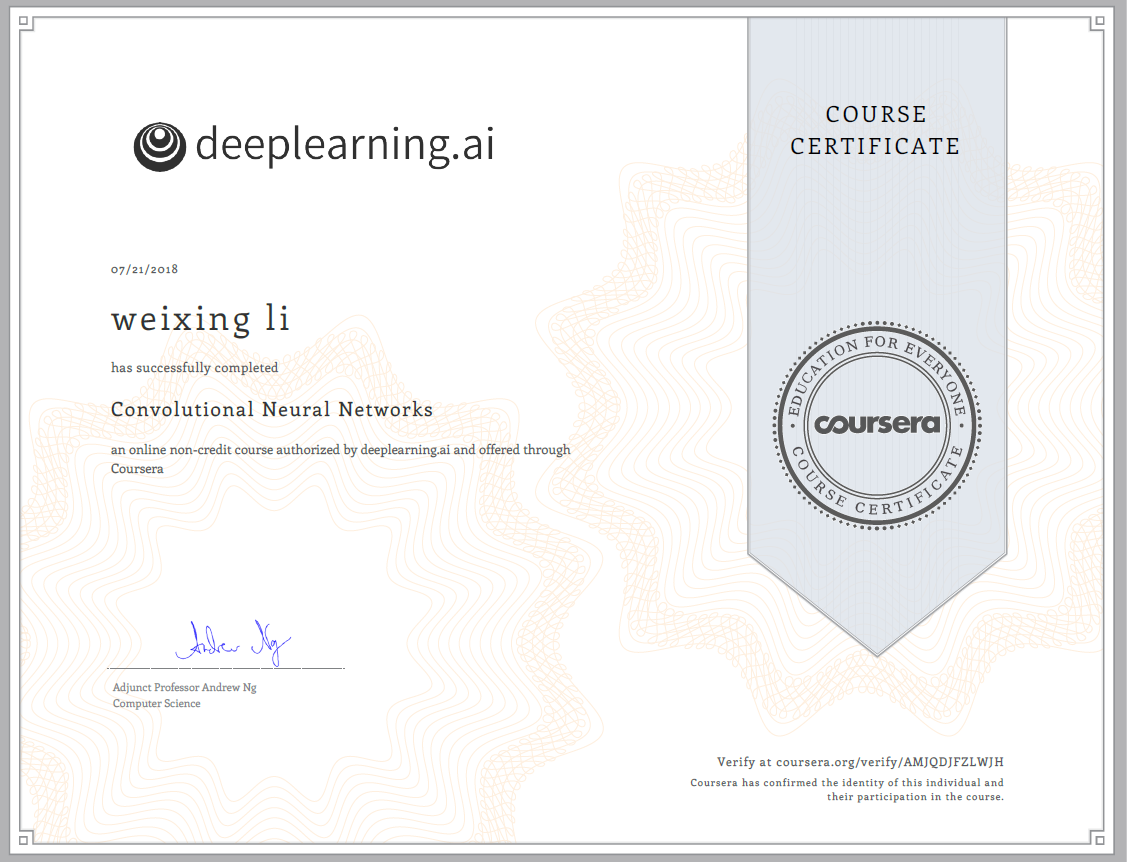 deeplearning.ai
COURSE
CERTIFICATE
07/21/2018
weixing li
has successfully completed
Convolutional Neural Networks
an online non-credit course authorized by deeplearning.ai and offered through
Coursera
EDUCATION FOR EVERYONE
coursera
COURSE CERTIFICATE
Andrew Ng
Adjunct Professor Andrew Ng
Computer Science
Verify at coursera.org/verify/AMJQDJFZLWJH
Coursera has confirmed the identity of this individual and
their participation in the course.